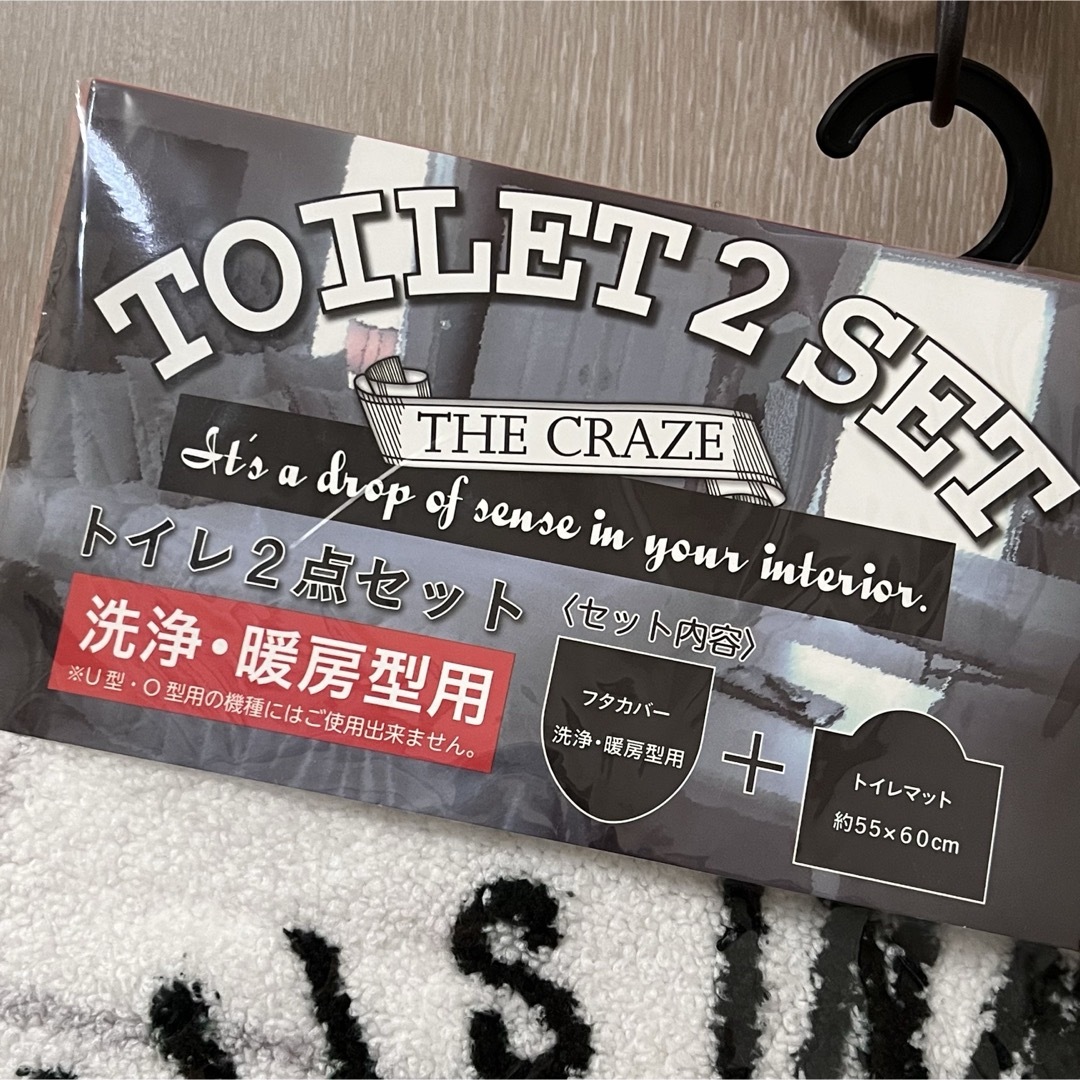 TOILET 2 SET
THE CRAZE
It's a drop of sense in your interior.
トイレ2点セット
洗浄・暖房型用
※U型・O型用の機種にはご使用出来ません。
〈セット内容〉
フタカバー
洗浄・暖房型用
+
トイレマット
約55×60cm